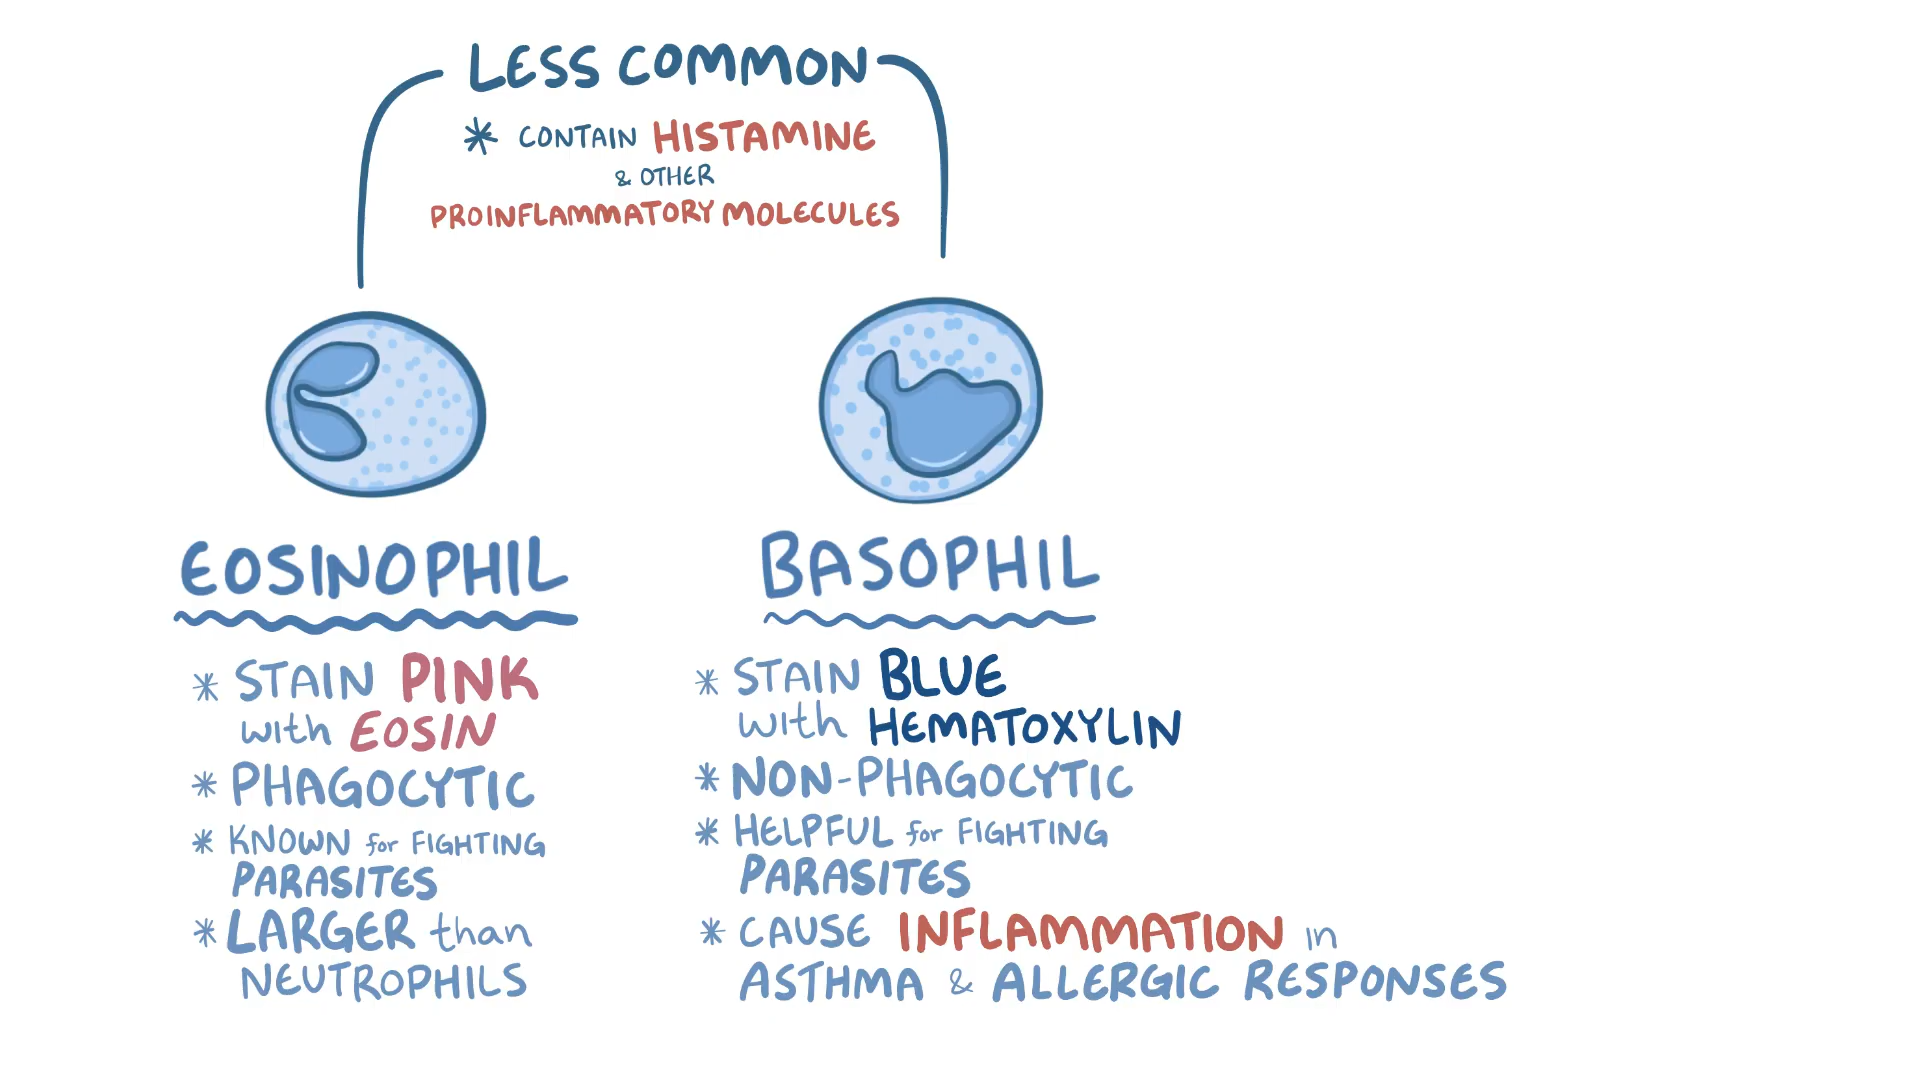 LESS COMMON
* CONTAIN HISTAMINE
& OTHER
PROINFLAMMATORY MOLECULES
EOSINOPHIL
* STAIN PINK
with EOSIN
* PHAGOCYTIC
* KNOWN for FIGHTING
PARASITES
* LARGER than
NEUTROPHILS
BASOPHIL
* STAIN BLUE
with HEMATOXYLIN
* NON-PHAGOCYTIC
* HELPFUL for FIGHTING
PARASITES
* CAUSE INFLAMMATION in
ASTHMA & ALLERGIC RESPONSES